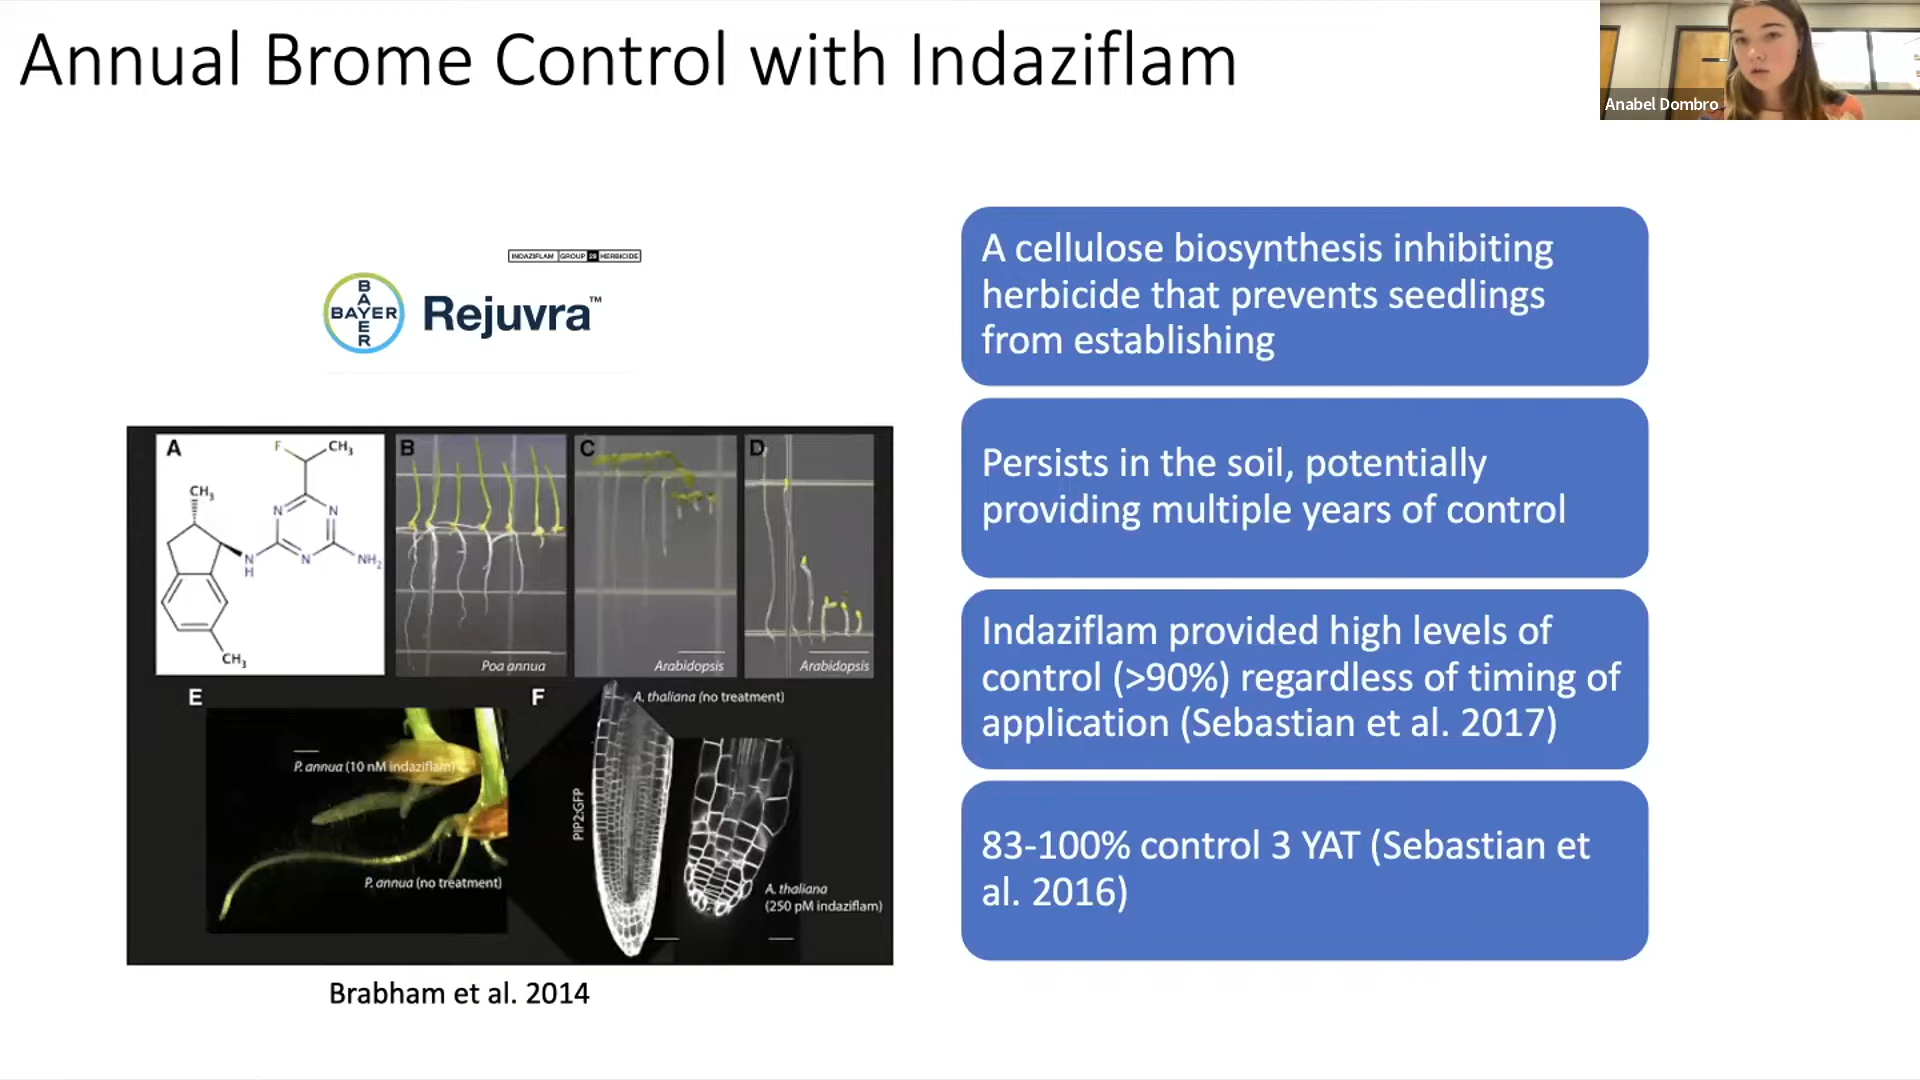 Annual Brome Control with Indaziflam
Anabel Dombro
INDAZIFLAM GROUP 29 HERBICIDE
BAYER
BAYER
Rejuvra™
A
F
CH₃
CH₃
N
N
N
N
H
NH₂
CH₃
B
Poa annua
C
Arabidopsis
D
Arabidopsis
E
P. annua (10 nM indaziflam)
P. annua (no treatment)
F
A. thaliana (no treatment)
PIP2:GFP
A. thaliana
(250 pM indaziflam)
Brabham et al. 2014
A cellulose biosynthesis inhibiting
herbicide that prevents seedlings
from establishing
Persists in the soil, potentially
providing multiple years of control
Indaziflam provided high levels of
control (>90%) regardless of timing of
application (Sebastian et al. 2017)
83-100% control 3 YAT (Sebastian et
al. 2016)